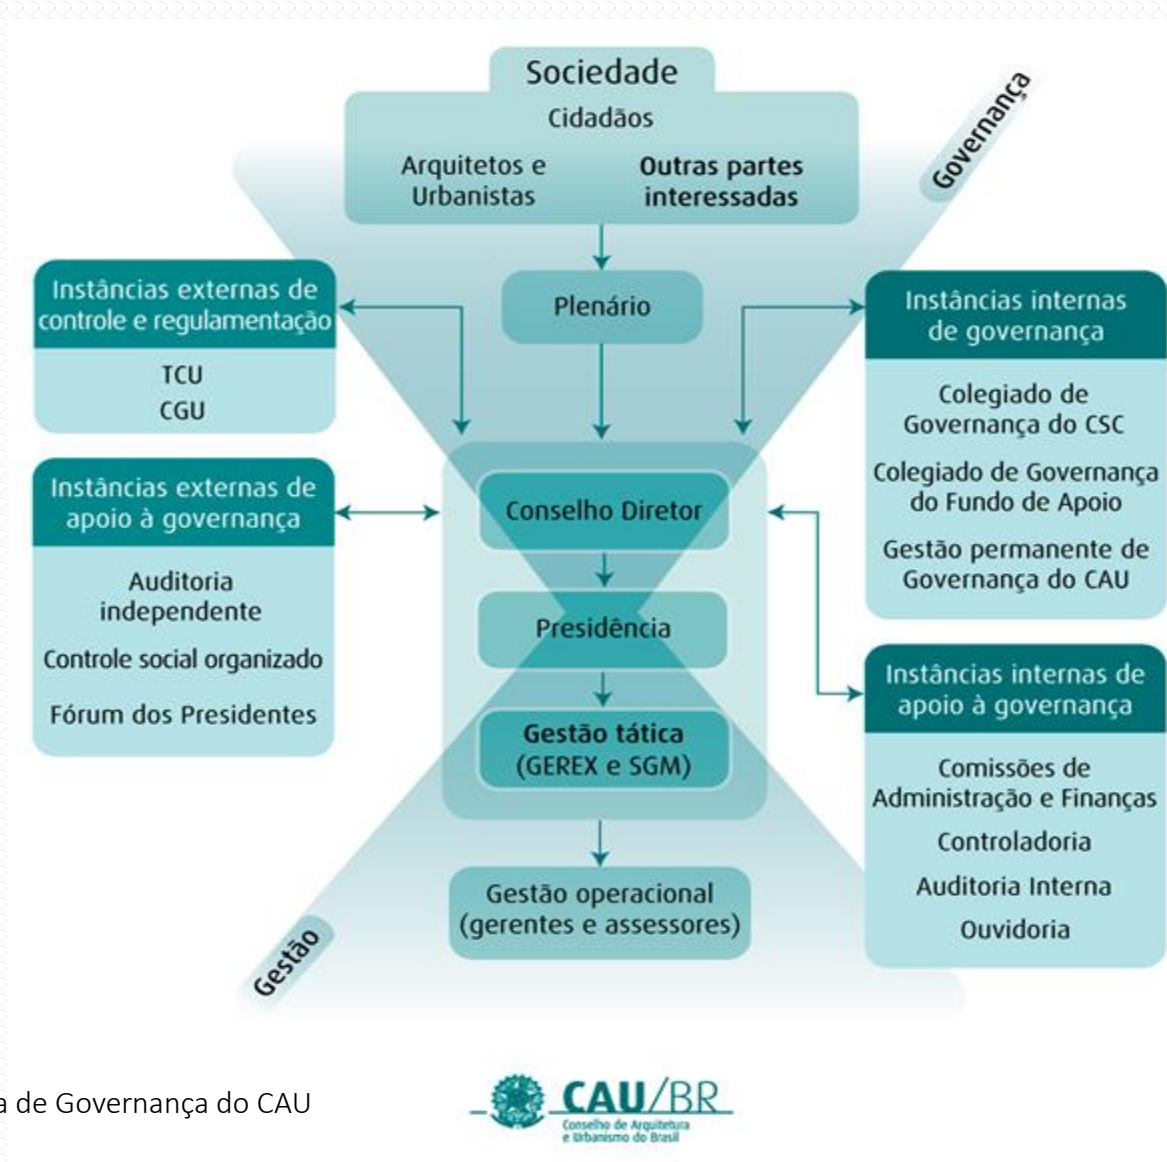 Sociedade
Cidadãos
Arquitetos e
Urbanistas
Outras partes
interessadas
Governança
Plenário
Instâncias externas de
controle e regulamentação
TCU
CGU
Instâncias internas
de governança
Colegiado de
Governança do CSC
Colegiado de Governança
do Fundo de Apoio
Gestão permanente de
Governança do CAU
Instâncias externas de
apoio à governança
Auditoria
independente
Controle social organizado
Fórum dos Presidentes
Conselho Diretor
Presidência
Gestão tática
(GEREX e SGM)
Instâncias internas de
apoio à governança
Comissões de
Administração e Finanças
Controladoria
Auditoria Interna
Ouvidoria
Gestão operacional
(gerentes e assessores)
Gestão
a de Governança do CAU
CAU/BR
Conselho de Arquitetura
e Urbanismo do Brasil